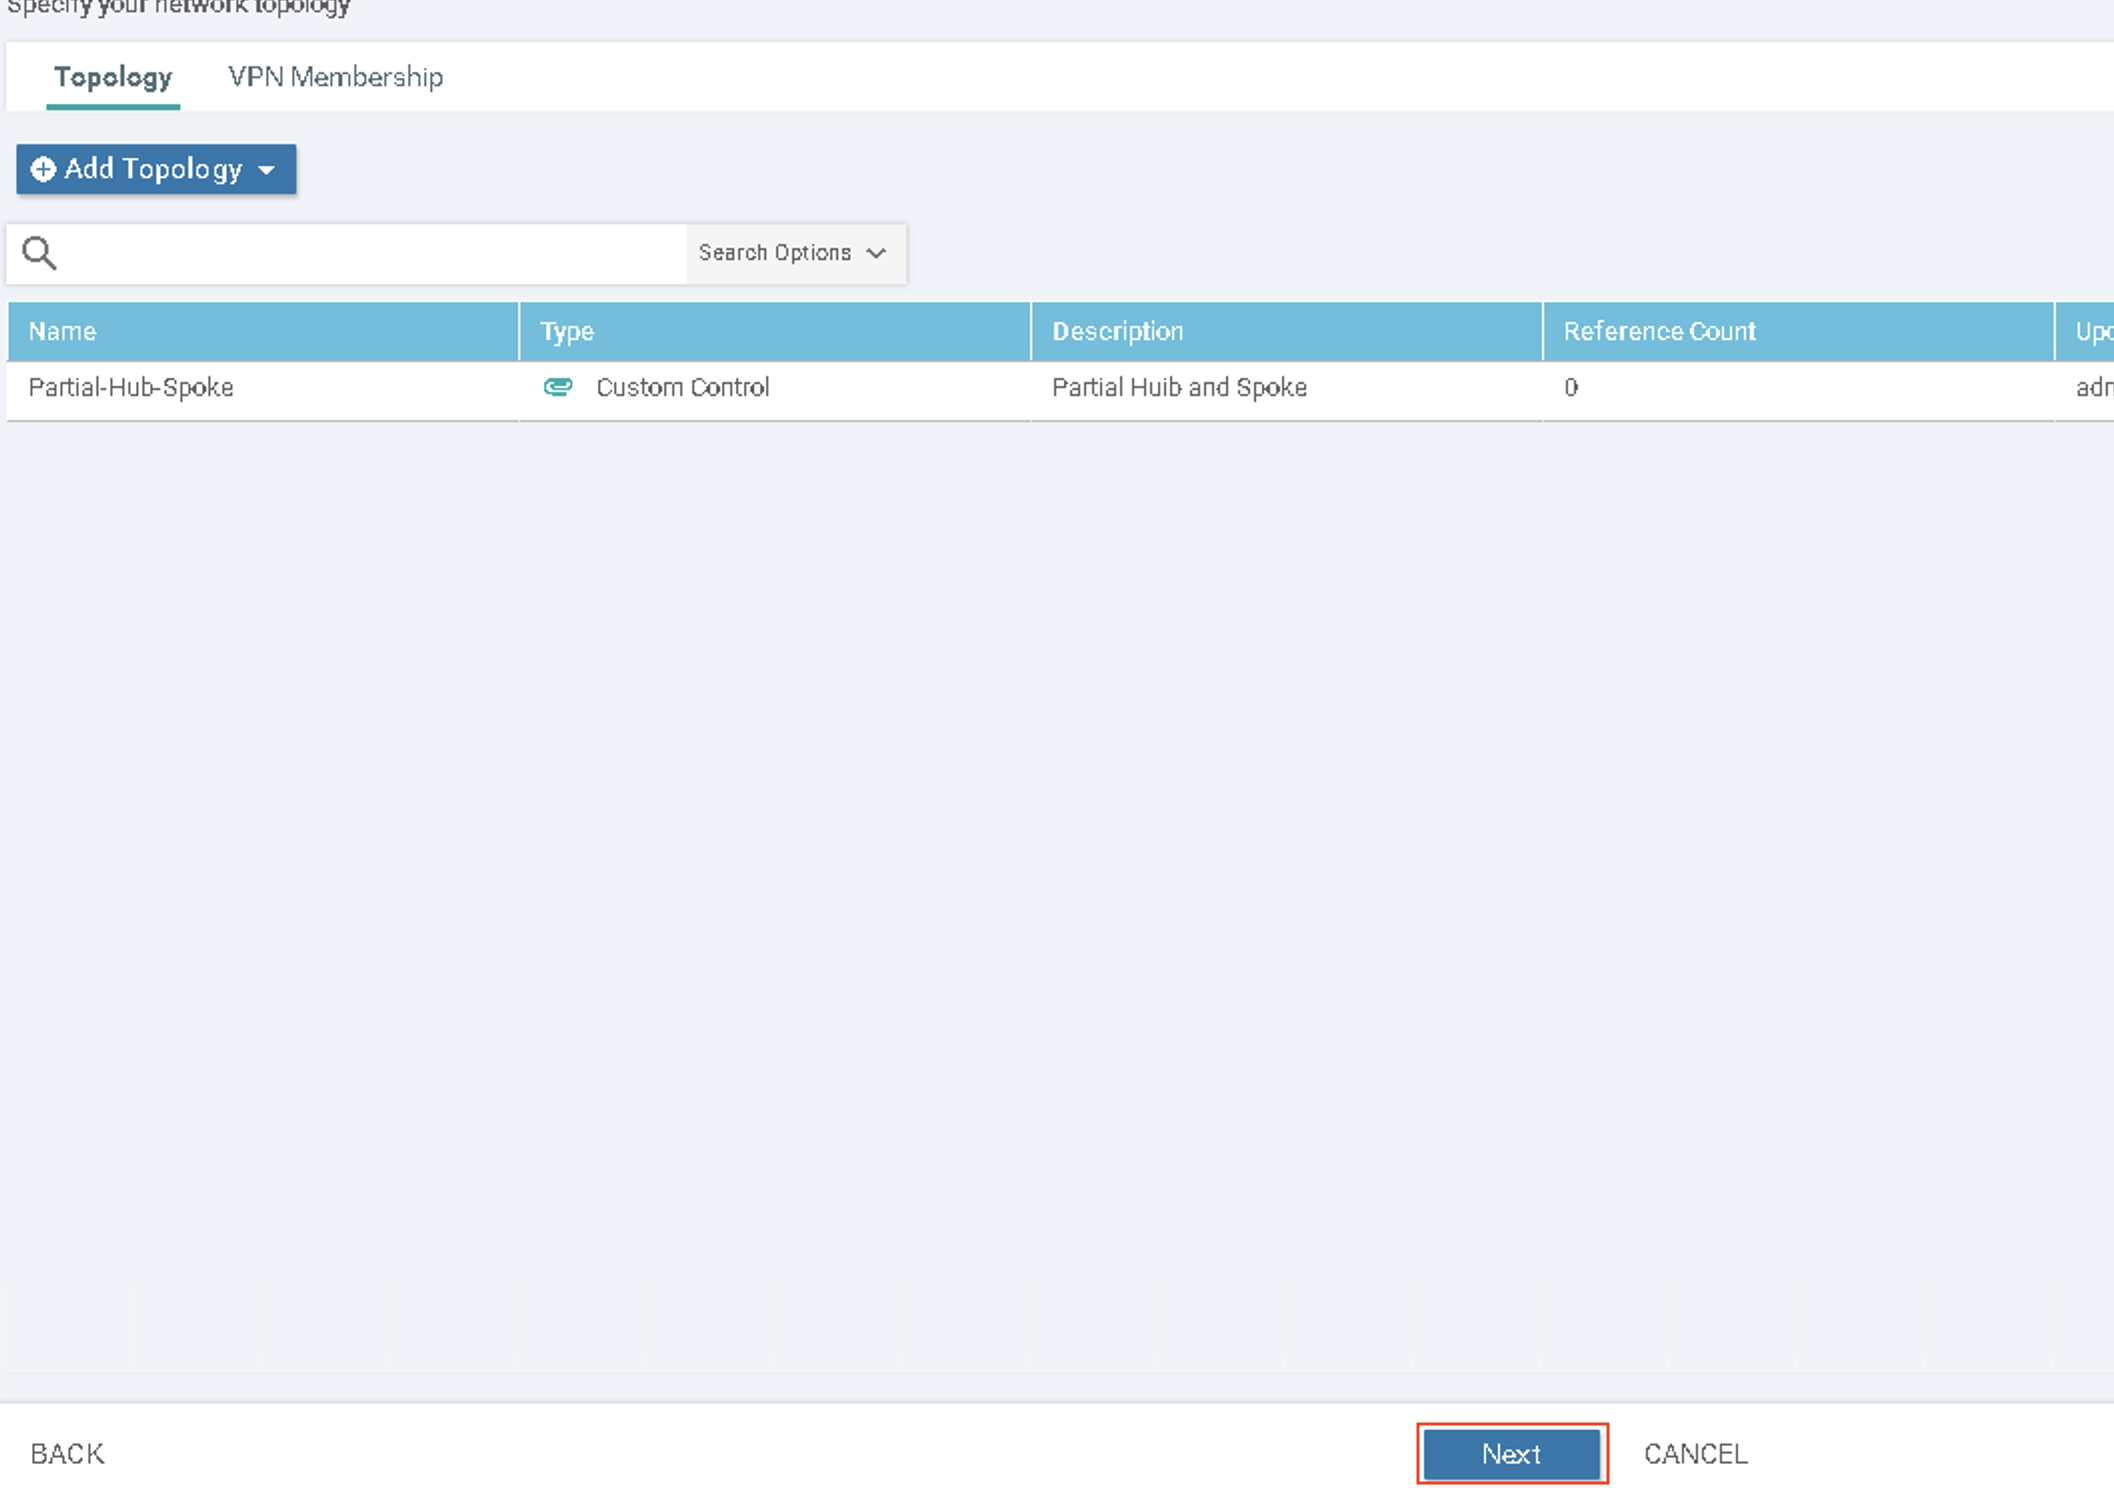 Specify your network topology
Topology VPN Membership
Add Topology
Search Options
Name Type Description Reference Count Upd
Partial-Hub-Spoke Custom Control Partial Huib and Spoke 0 adm
BACK Next CANCEL